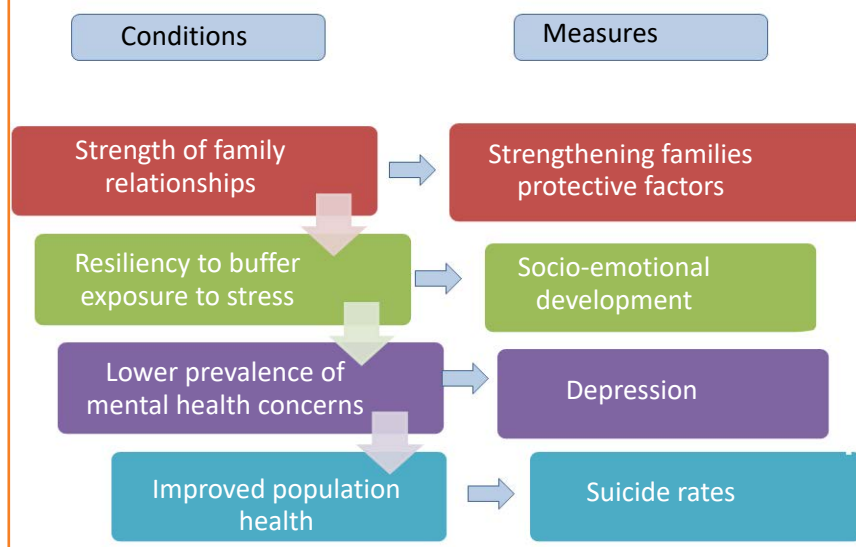 Conditions
Measures
Strength of family
relationships
Strengthening families
protective factors
Resiliency to buffer
exposure to stress
Socio-emotional
development
Lower prevalence of
mental health concerns
Depression
Improved population
health
Suicide rates